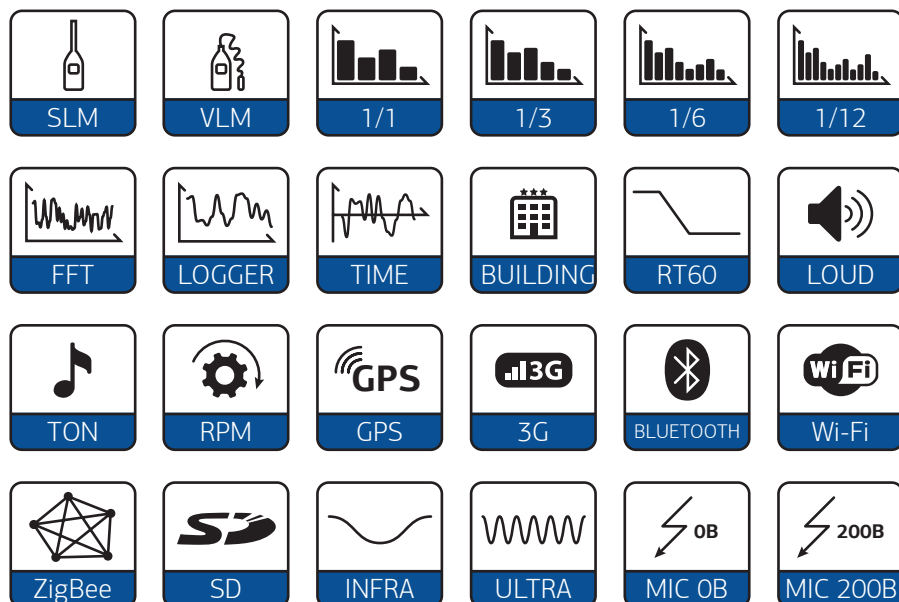 SLM VLM 1/1 1/3 1/6 1/12
FFT LOGGER TIME BUILDING RT60 LOUD
GPS 3G Wi Fi
TON RPM GPS 3G BLUETOOTH Wi-Fi
SD 0B 200B
ZigBee SD INFRA ULTRA MIC 0B MIC 200B